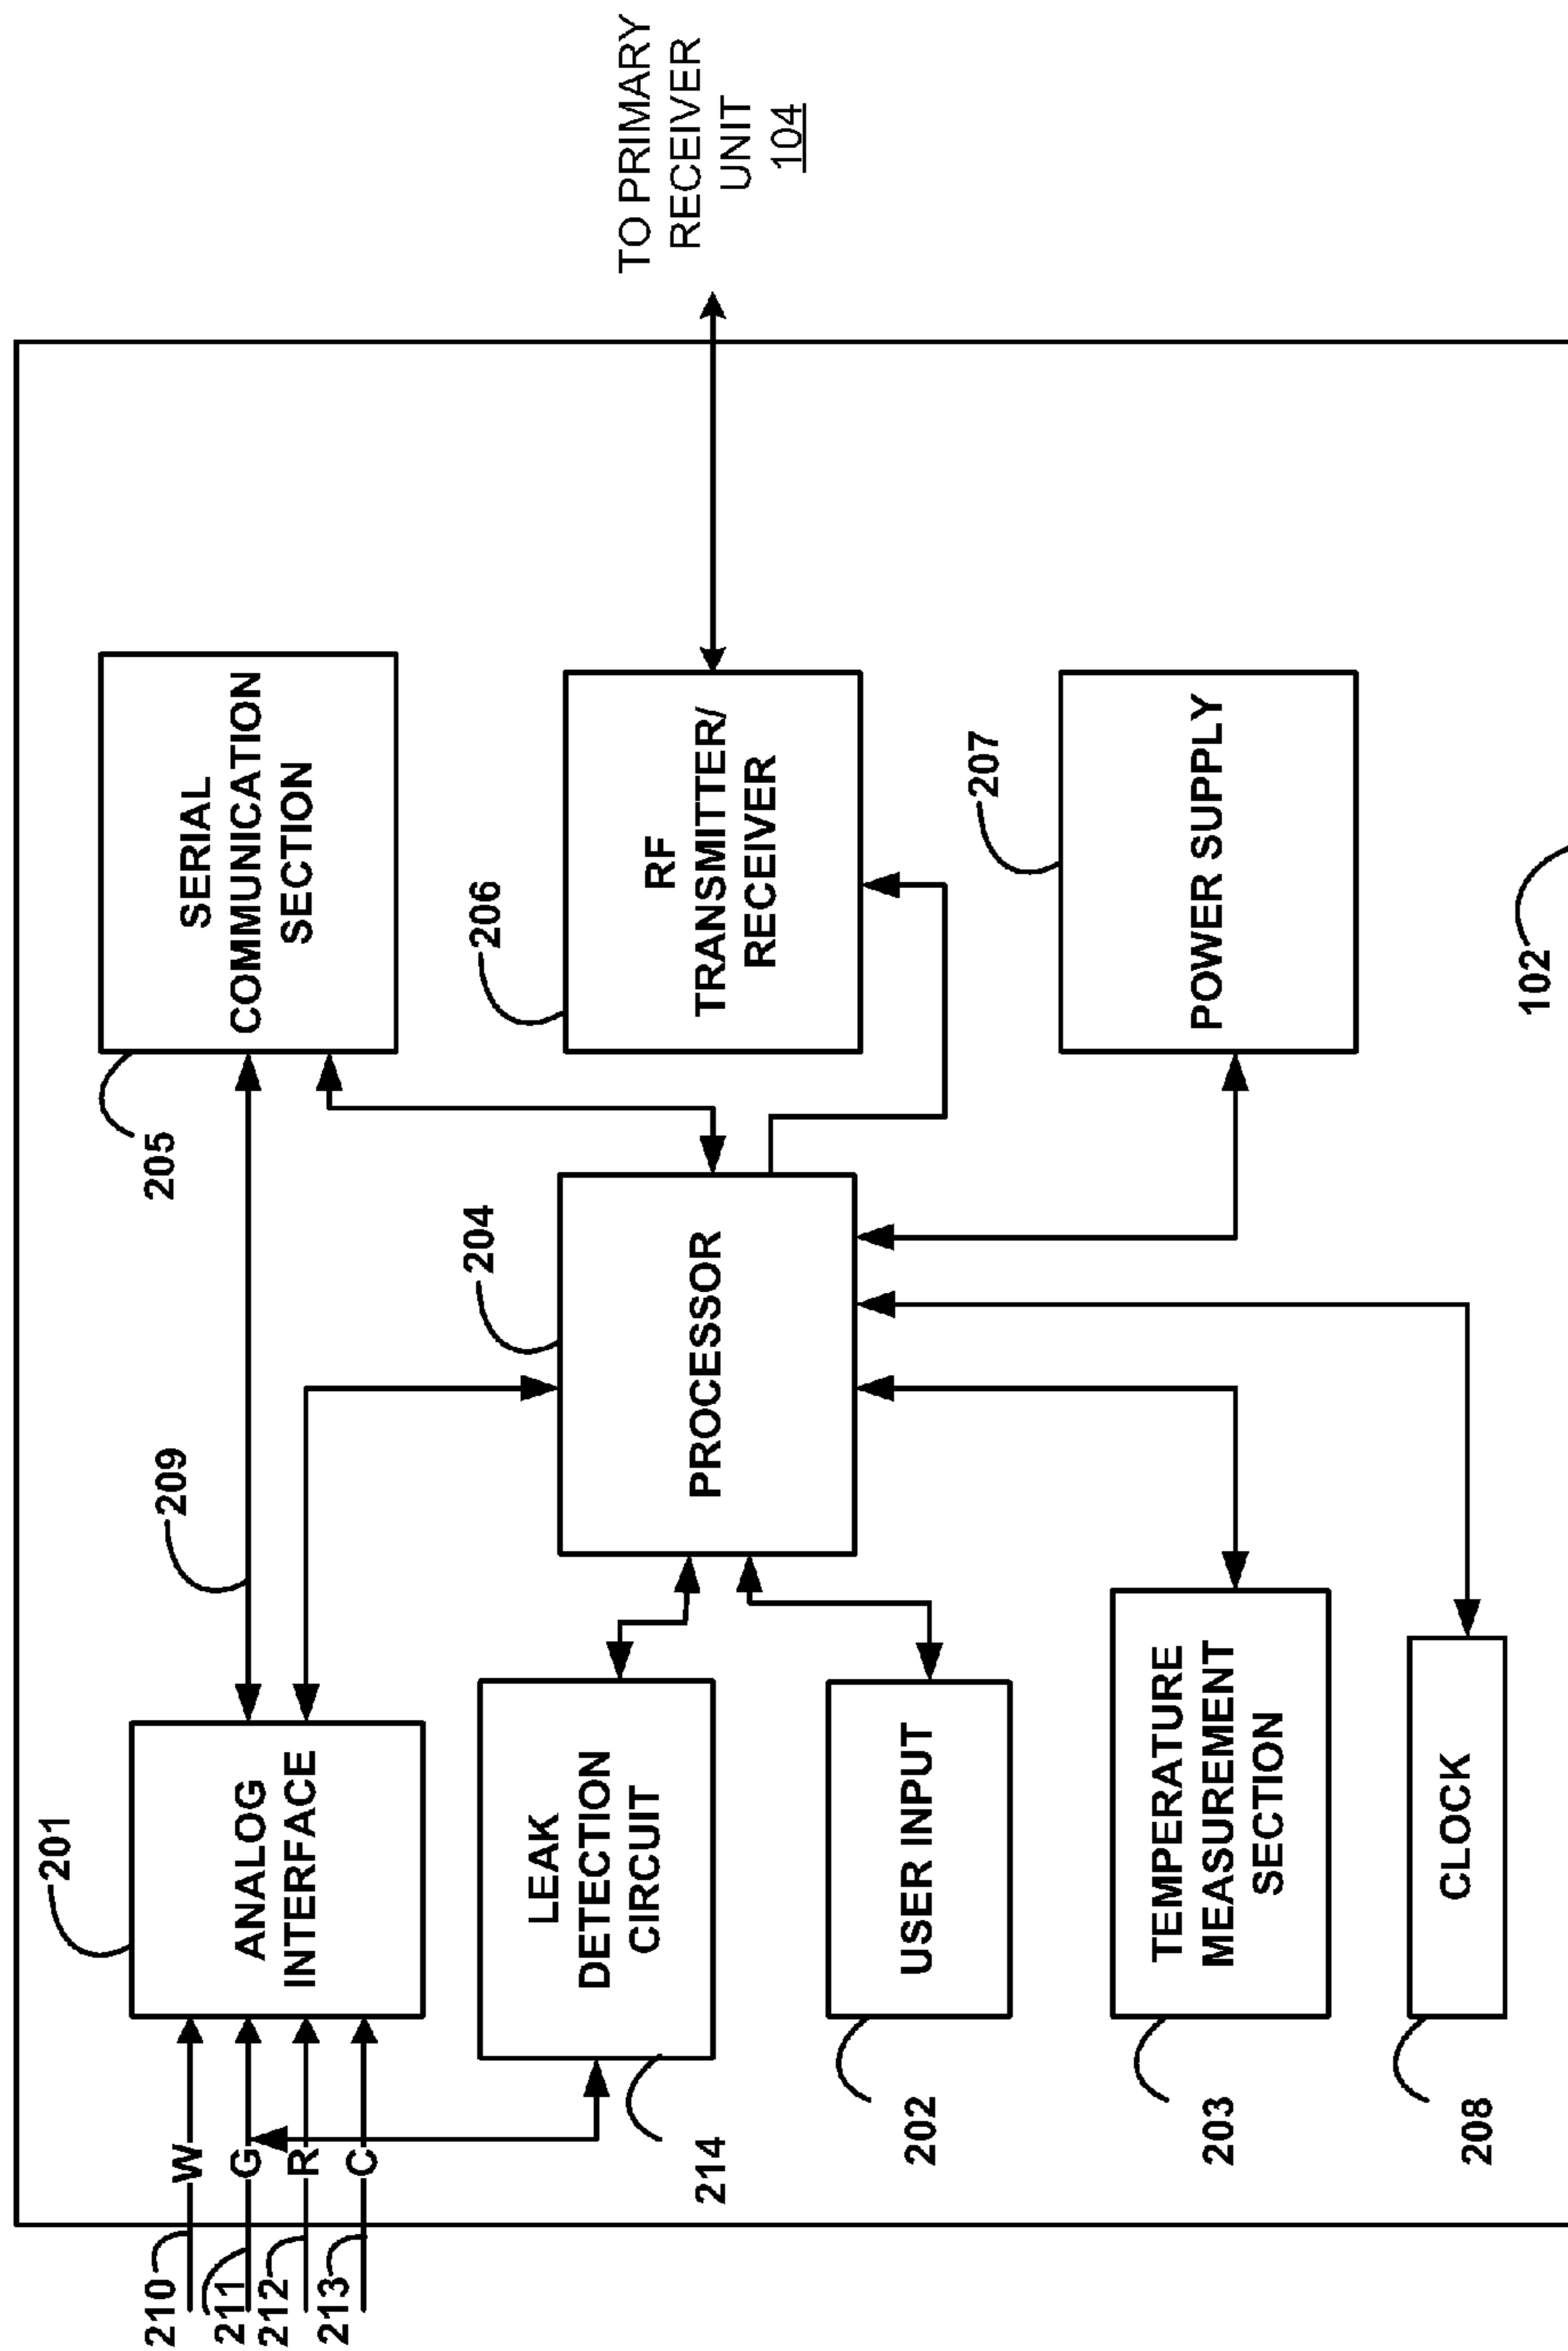 201
ANALOG
INTERFACE
209
205
SERIAL
COMMUNICATION
SECTION
210
W
211
G
212
R
213
C
TO PRIMARY
RECEIVER
UNIT
104
214
LEAK
DETECTION
CIRCUIT
204
PROCESSOR
206
RF
TRANSMITTER/
RECEIVER
202
USER INPUT
207
POWER SUPPLY
203
TEMPERATURE
MEASUREMENT
SECTION
208
CLOCK
102